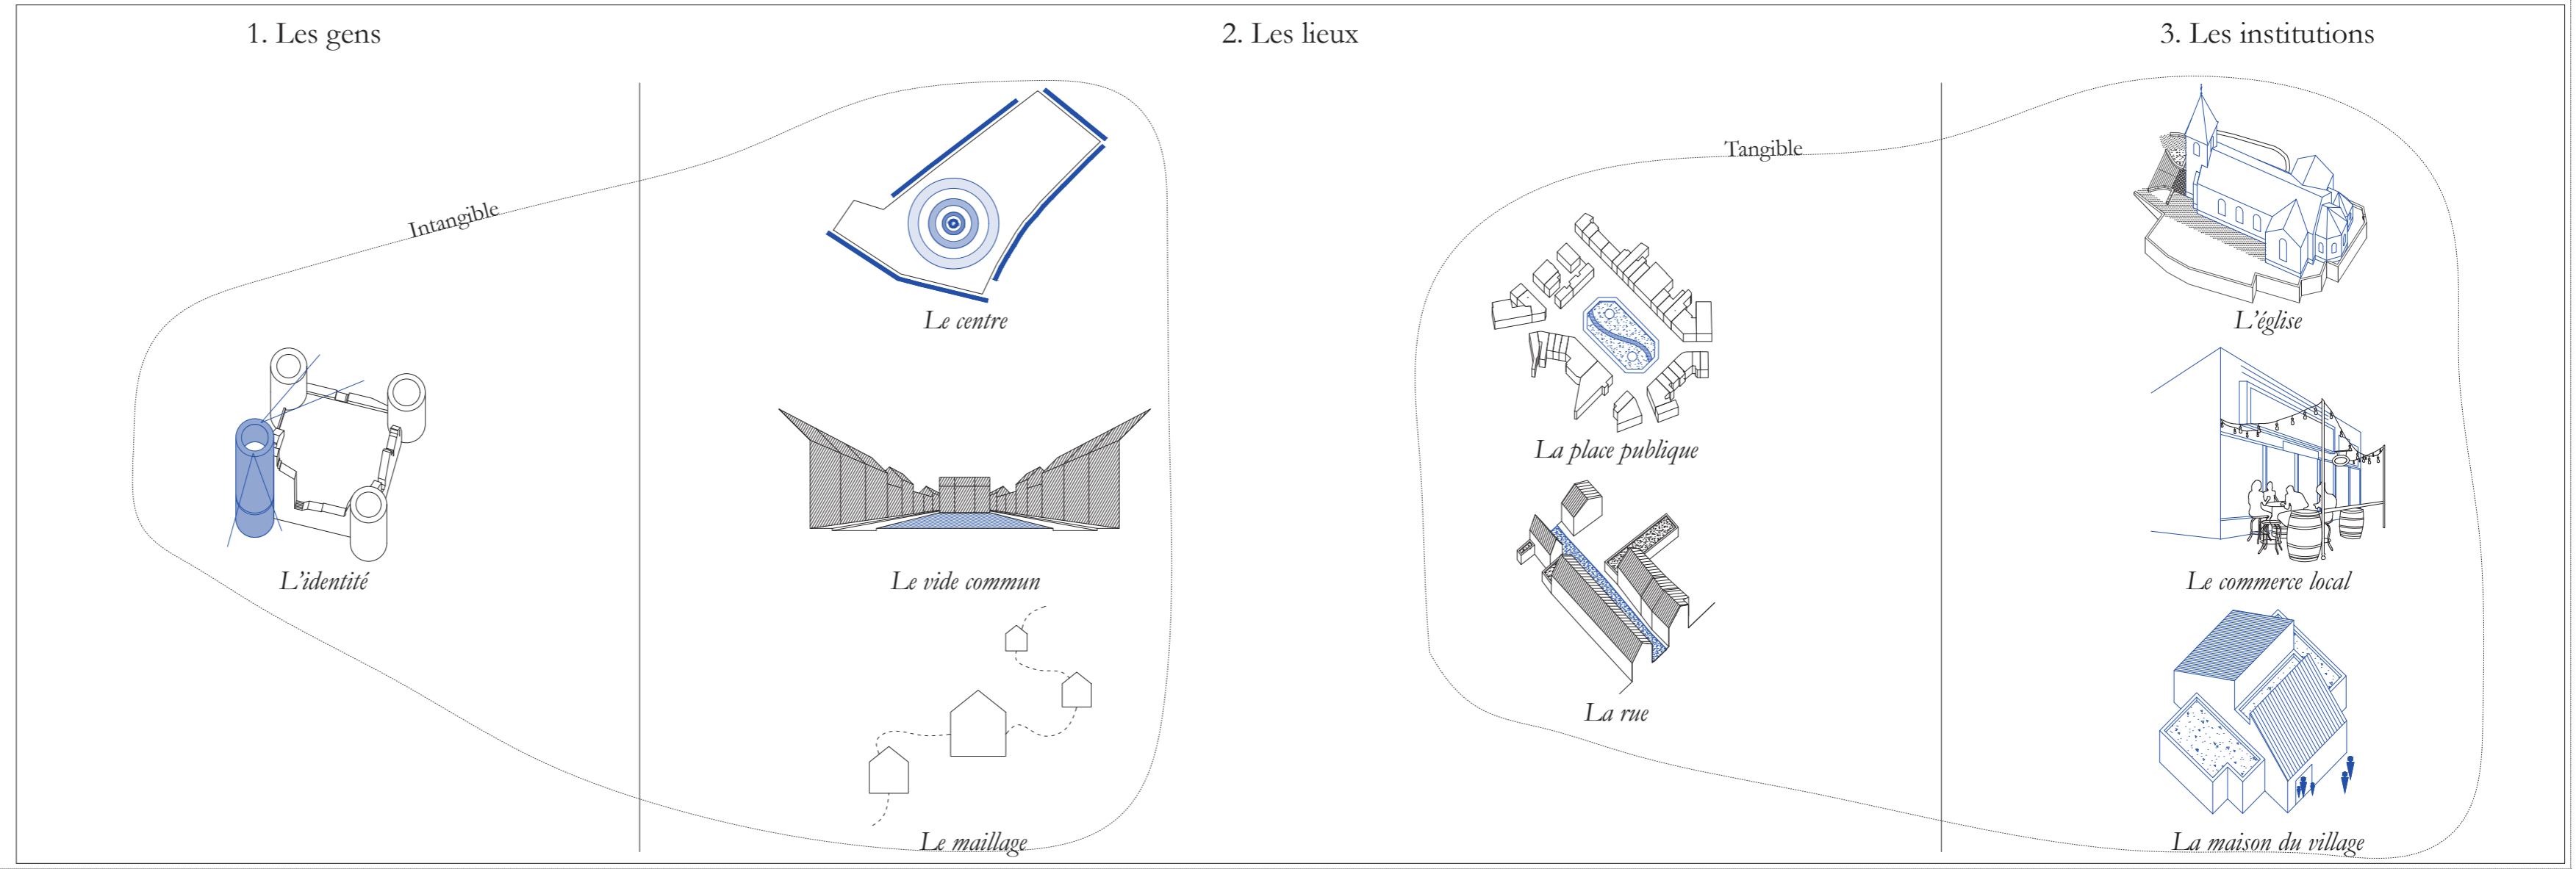 1. Les gens
2. Les lieux
3. Les institutions
Intangible
Tangible
L'identité
Le centre
Le vide commun
Le maillage
La place publique
La rue
L'église
Le commerce local
La maison du village